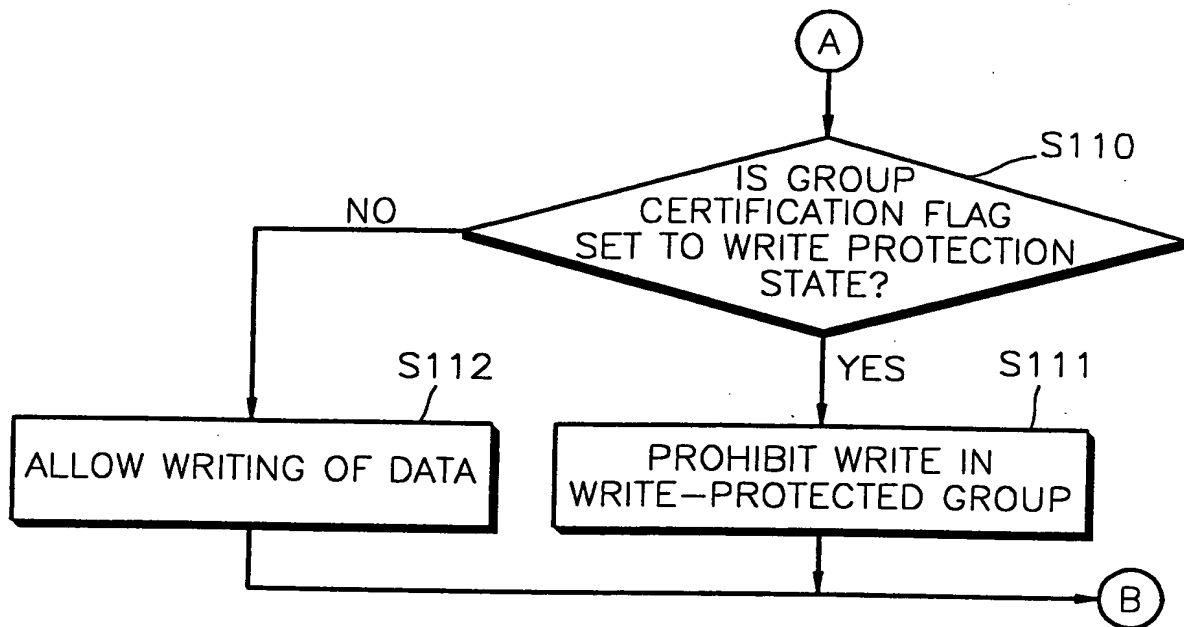 A
S110
IS GROUP
CERTIFICATION FLAG
SET TO WRITE PROTECTION
STATE?
NO
YES
S112
S111
ALLOW WRITING OF DATA
PROHIBIT WRITE IN
WRITE-PROTECTED GROUP
B